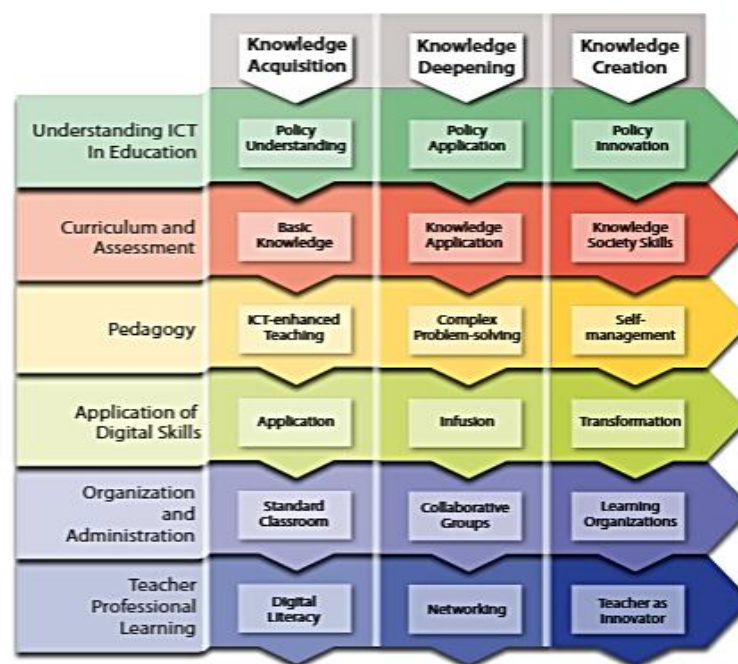 Knowledge
Acquisition
Knowledge
Deepening
Knowledge
Creation
Understanding ICT
In Education
Policy
Understanding
Policy
Application
Policy
Innovation
Curriculum and
Assessment
Basic
Knowledge
Knowledge
Application
Knowledge
Society Skills
Pedagogy
ICT-enhanced
Teaching
Complex
Problem-solving
Self-
management
Application of
Digital Skills
Application
Infusion
Transformation
Organization
and
Administration
Standard
Classroom
Collaborative
Groups
Learning
Organizations
Teacher
Professional
Learning
Digital
Literacy
Networking
Teacher as
Innovator